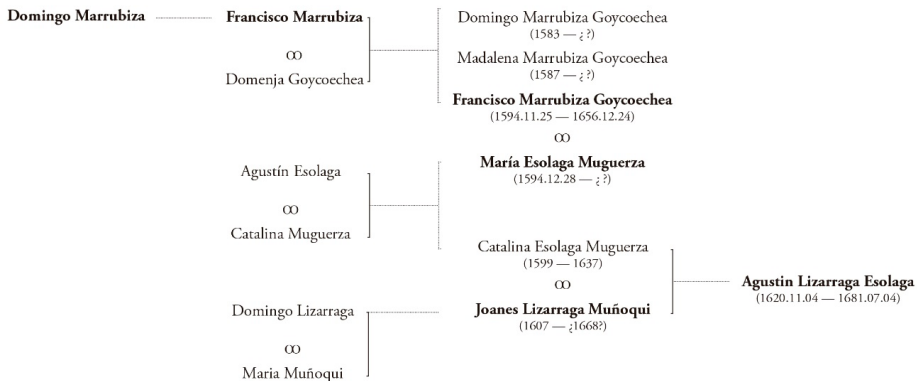 Domingo Marrubiza
Francisco Marrubiza
∞
Domenja Goycoechea
Domingo Marrubiza Goycoechea
(1583 — ¿ ?)
Madalena Marrubiza Goycoechea
(1587 — ¿ ?)
Francisco Marrubiza Goycoechea
(1594.11.25 — 1656.12.24)
∞
María Esolaga Muguerza
(1594.12.28 — ¿ ?)
Agustín Esolaga
∞
Catalina Muguerza
Catalina Esolaga Muguerza
(1599 — 1637)
∞
Joanes Lizarraga Muñoqui
(1607 — ¿1668?)
Agustin Lizarraga Esolaga
(1620.11.04 — 1681.07.04)
Domingo Lizarraga
∞
Maria Muñoqui